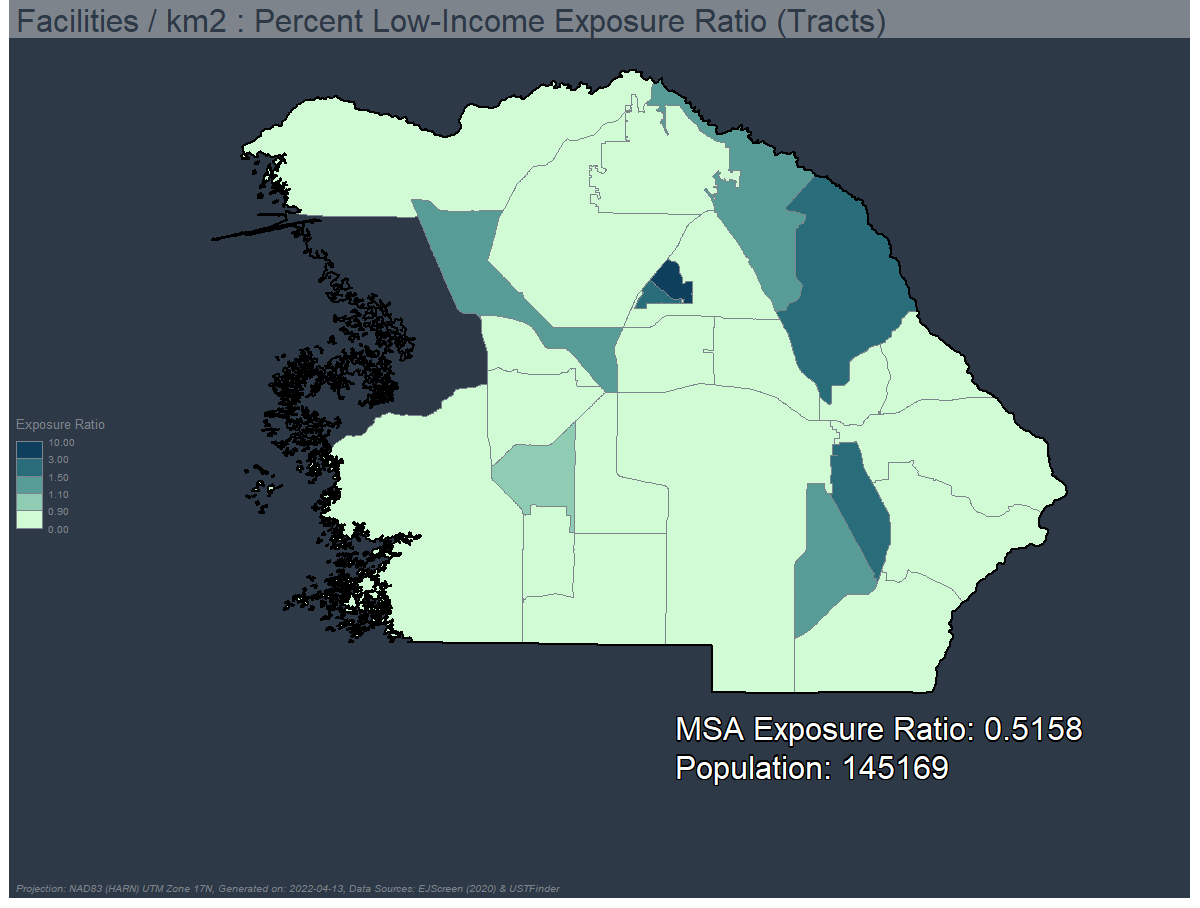 Facilities / km2 : Percent Low-Income Exposure Ratio (Tracts)
Exposure Ratio
10.00
3.00
1.50
1.10
0.90
0.00
MSA Exposure Ratio: 0.5158
Population: 145169
Projection: NAD83 (HARN) UTM Zone 17N, Generated on: 2022-04-13, Data Sources: EJScreen (2020) & USTFinder